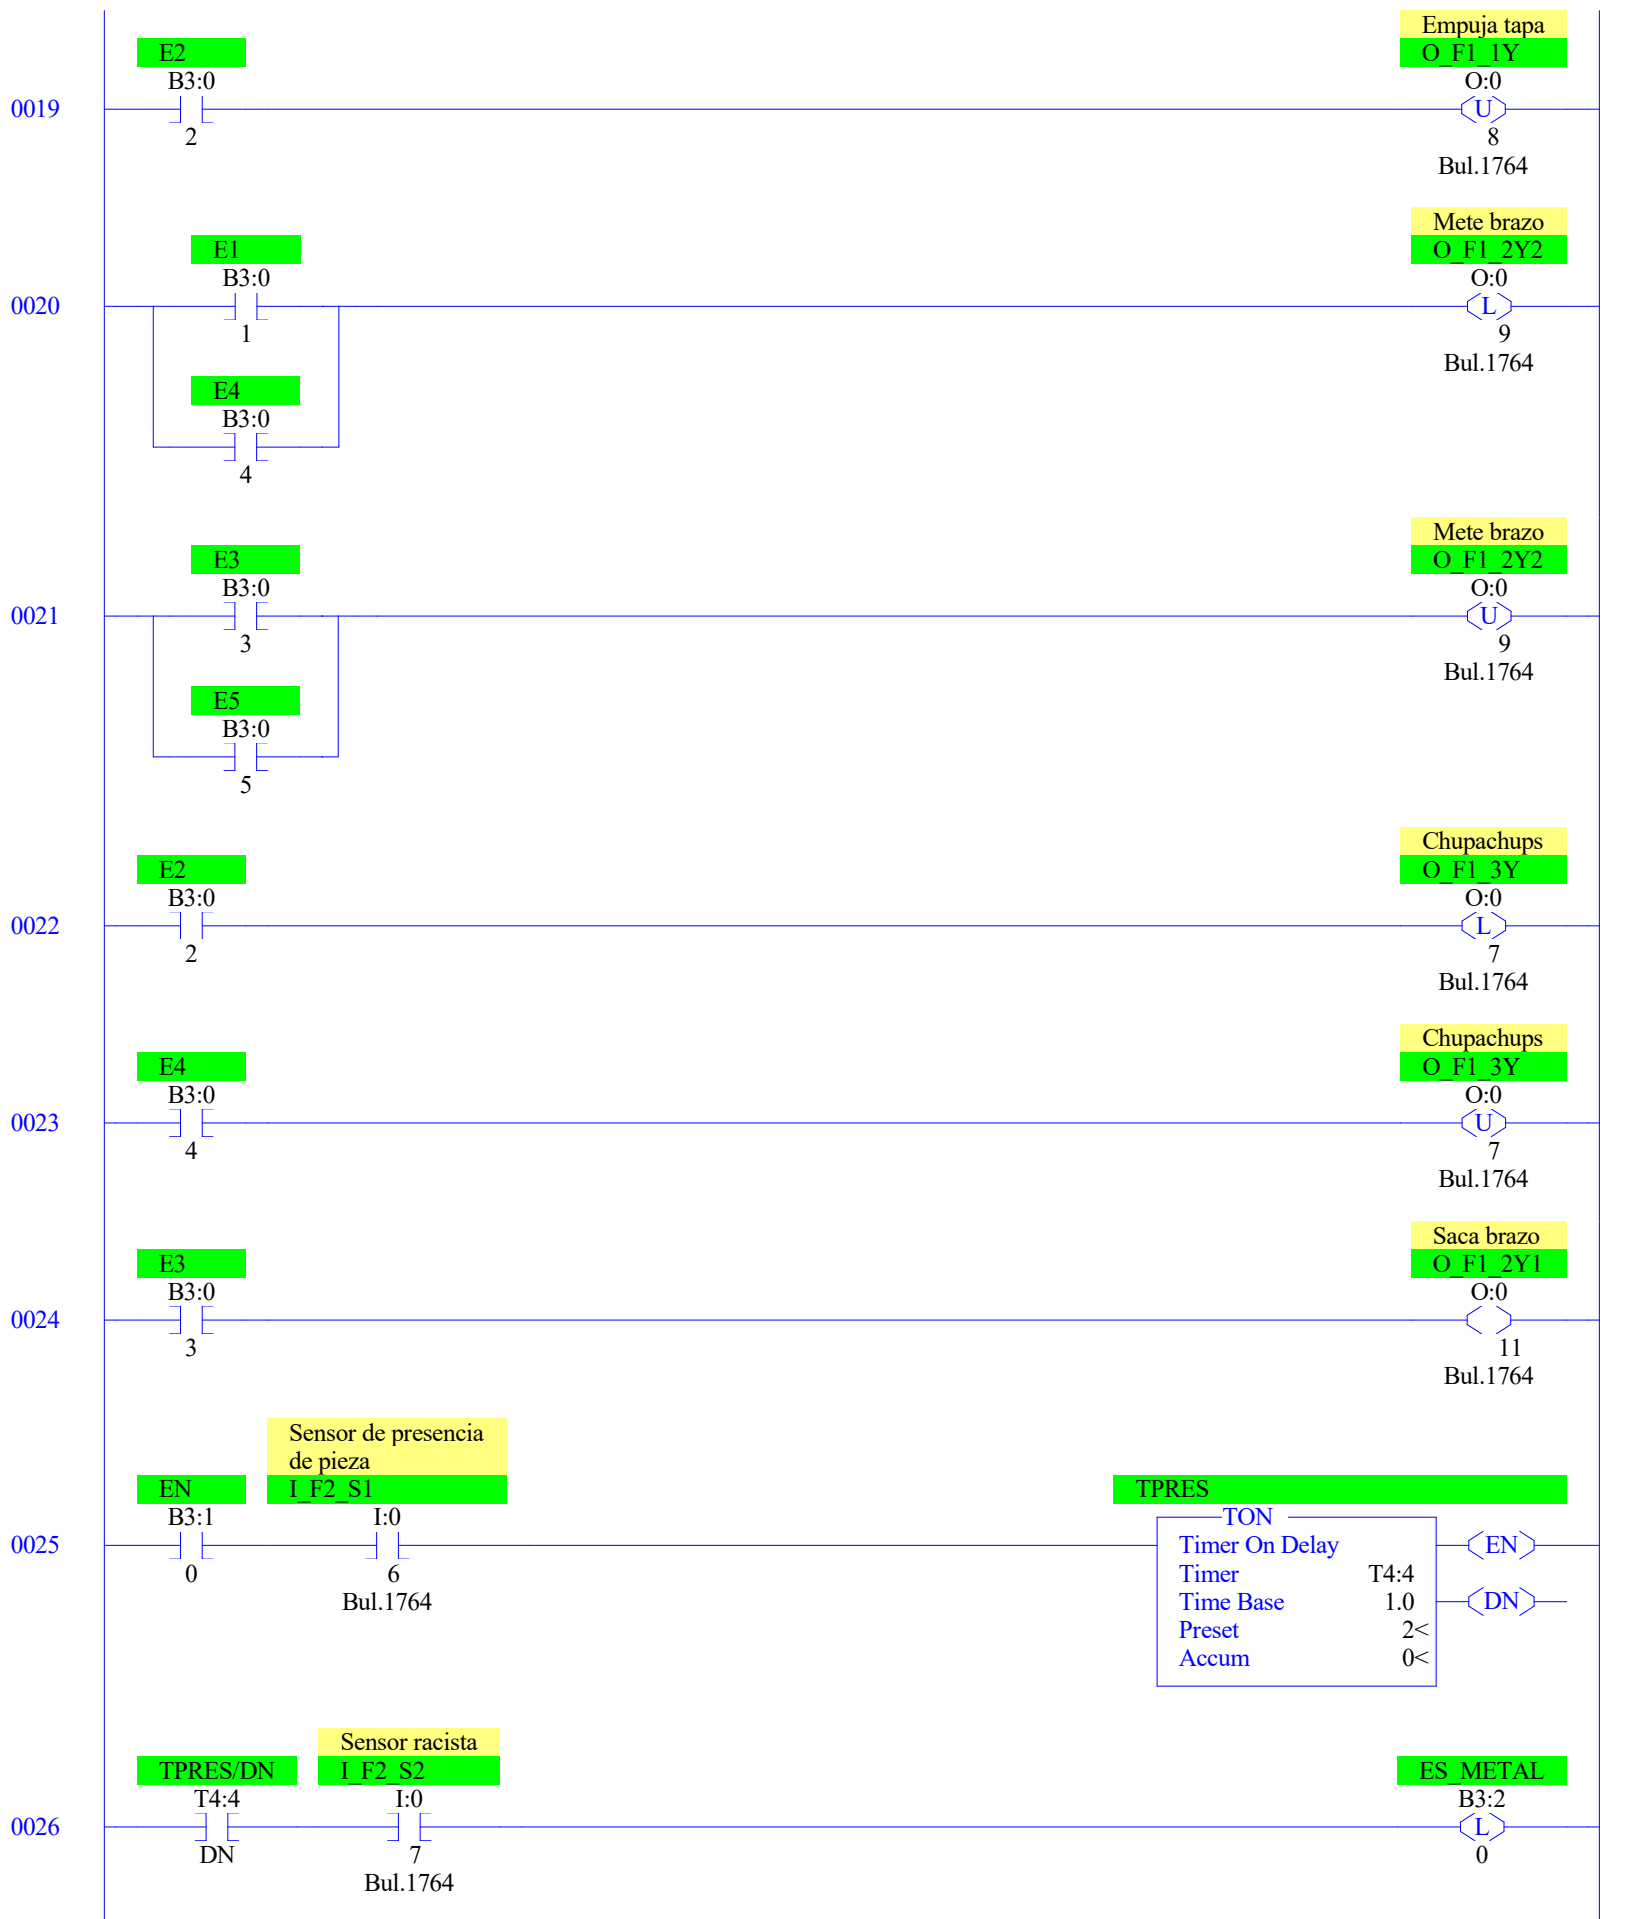 Empuja tapa
E2
O_F1_1Y
B3:0
O:0
0019
U
2
8
Bul.1764
Mete brazo
E1
O_F1_2Y2
B3:0
O:0
0020
L
1
9
Bul.1764
E4
B3:0
4
Mete brazo
E3
O_F1_2Y2
B3:0
O:0
0021
U
3
9
Bul.1764
E5
B3:0
5
Chupachups
E2
O_F1_3Y
B3:0
O:0
0022
L
2
7
Bul.1764
Chupachups
E4
O_F1_3Y
B3:0
O:0
0023
U
4
7
Bul.1764
Saca brazo
E3
O_F1_2Y1
B3:0
O:0
0024
3
11
Bul.1764
Sensor de presencia
de pieza
EN
I_F2_S1
TPRES
B3:1
I:0
TON
0025
Timer On Delay
EN
0
6
Timer T4:4
Bul.1764
Time Base 1.0
DN
Preset 2<
Accum 0<
Sensor racista
TPRES/DN
I_F2_S2
ES_METAL
T4:4
I:0
B3:2
0026
L
DN
7
0
Bul.1764